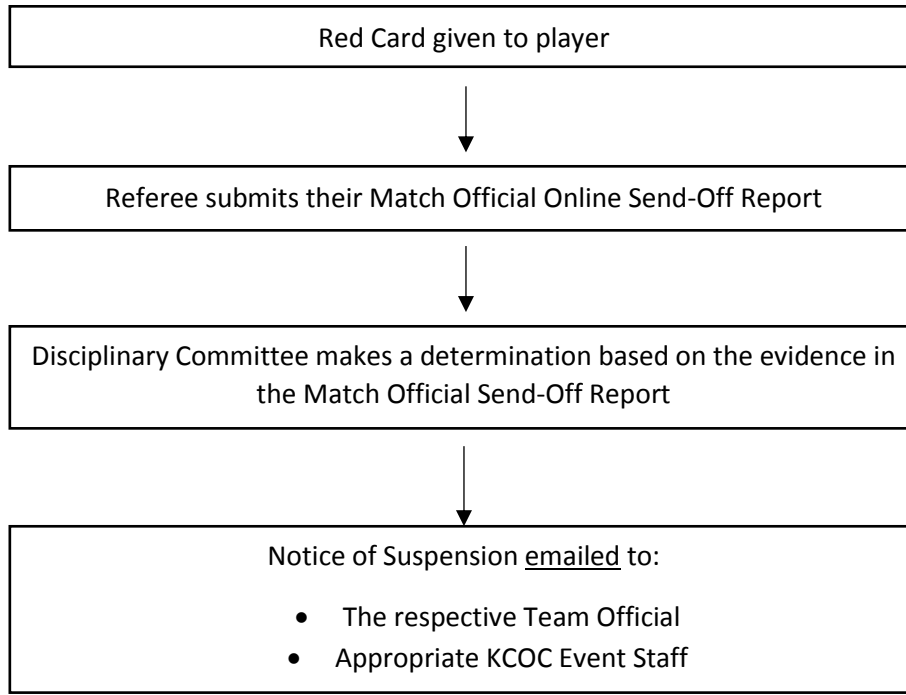 Red Card given to player
Referee submits their Match Official Online Send-Off Report
Disciplinary Committee makes a determination based on the evidence in
the Match Official Send-Off Report
Notice of Suspension emailed to:
• The respective Team Official
• Appropriate KCOC Event Staff